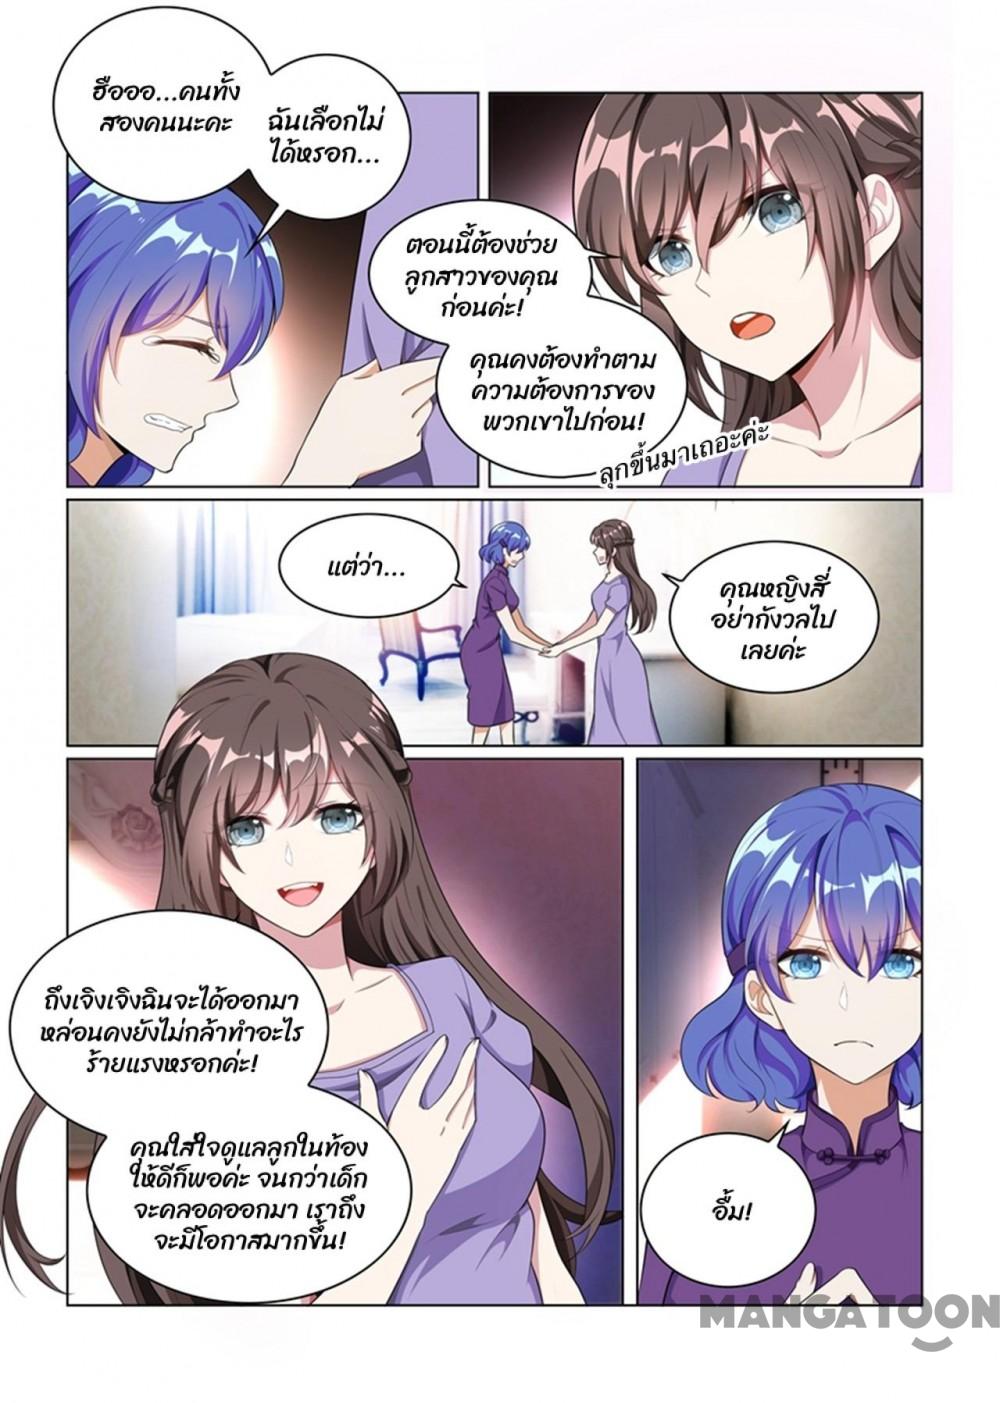 ฮือออ...คนทั้ง
สองคนนะคะ
ฉันเลือกไม่
ได้หรอก...
ตอนนี้ต้องช่วย
ลูกสาวของคุณ
ก่อนค่ะ!
คุณคงต้องทำตาม
ความต้องการของ
พวกเขาไปก่อน!
ลุกขึ้นมาเถอะค่ะ
แต่ว่า...
คุณหญิงสี่
อย่ากังวลไป
เลยค่ะ
ถึงเจิงเจิงฉินจะได้ออกมา
หล่อนคงยังไม่กล้าทำอะไร
ร้ายแรงหรอกค่ะ!
คุณใส่ใจดูแลลูกในท้อง
ให้ดีก็พอค่ะ จนกว่าเด็ก
จะคลอดออกมา เราถึง
จะมีโอกาสมากขึ้น!
อื้ม!
MANGATOON